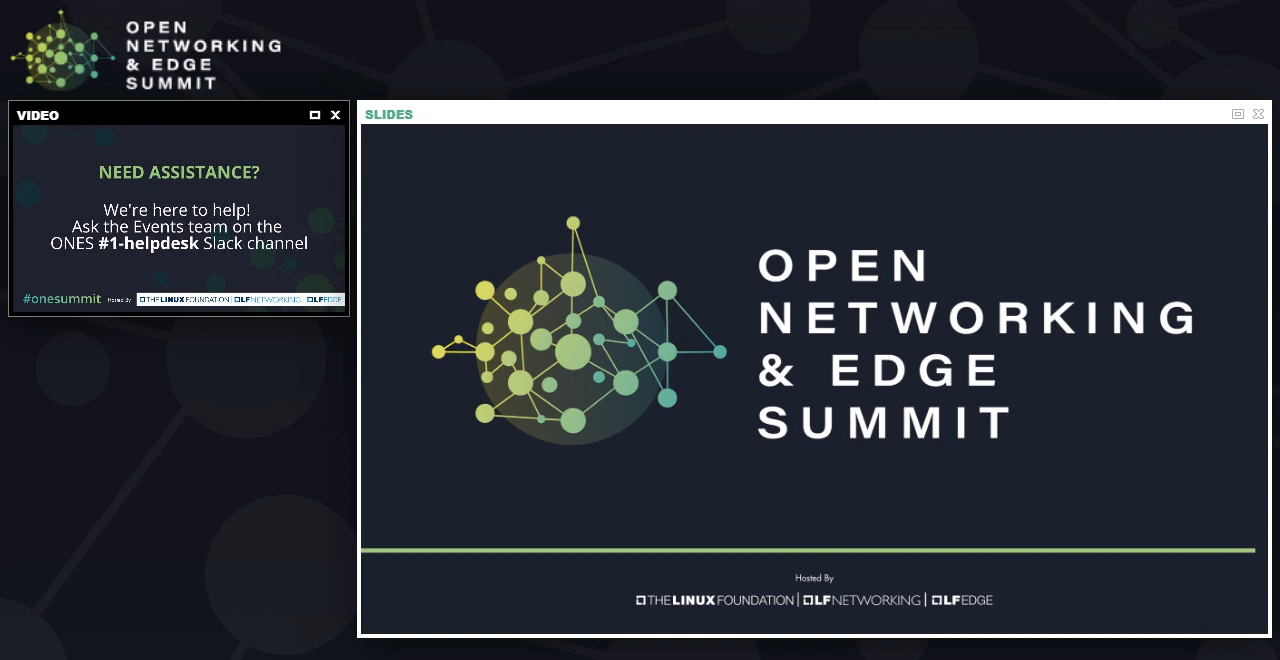 OPEN
NETWORKING
& EDGE
SUMMIT
VIDEO
NEED ASSISTANCE?
We're here to help!
Ask the Events team on the
ONES #1-helpdesk Slack channel
#onesummit Hosted By THE LINUX FOUNDATION | LF NETWORKING | LF EDGE
SLIDES
OPEN
NETWORKING
& EDGE
SUMMIT
Hosted By
THE LINUX FOUNDATION | LF NETWORKING | LF EDGE